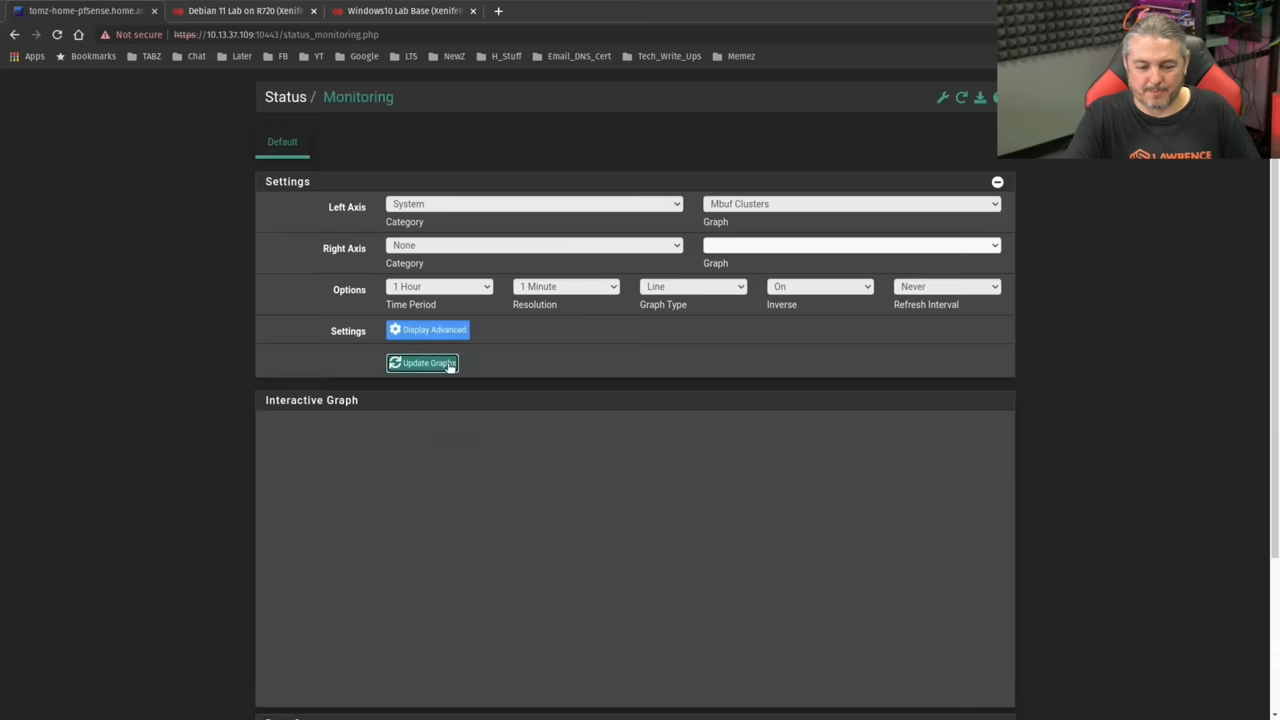 tomz-home-pfSense.home.ar
Debian 11 Lab on R720 (Xenife
Windows10 Lab Base (Xenife
Not secure
https://10.13.37.109:10443/status_monitoring.php
Apps
Bookmarks
TABZ
Chat
Later
FB
YT
Google
LTS
NewZ
H_Stuff
Email_DNS_Cert
Tech_Write_Ups
Memez
Status / Monitoring
Default
Settings
Left Axis
System
Mbuf Clusters
Category
Graph
Right Axis
None
Category
Graph
Options
1 Hour
1 Minute
Line
On
Never
Time Period
Resolution
Graph Type
Inverse
Refresh Interval
Settings
Display Advanced
Update Graphs
Interactive Graph
LAWRENCE